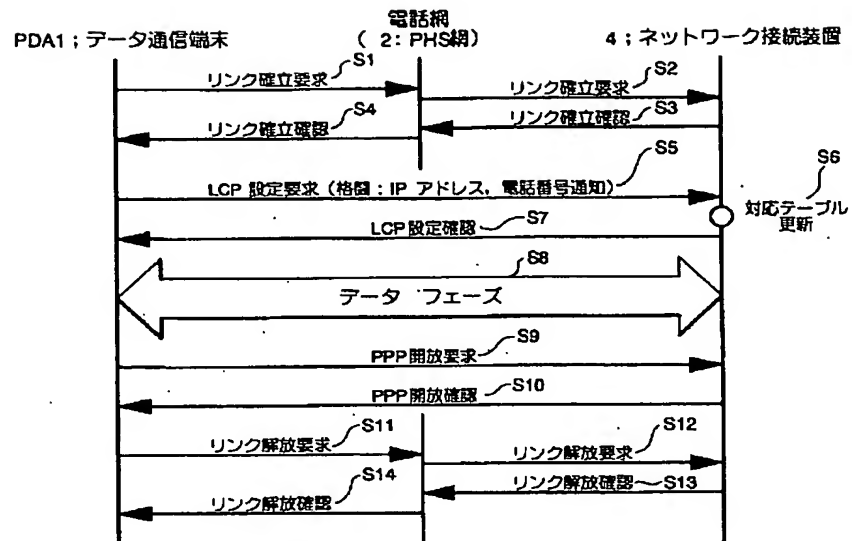 電話網
PDA1；データ通信端末
（ 2：PHS網）
4；ネットワーク接続装置
S1
リンク確立要求
S2
リンク確立要求
S4
リンク確立確認
S3
リンク確立確認
S5
S6
LCP 設定要求（格闘：IP アドレス，電話番号通知）
対応テーブル
更新
S7
LCP設定確認
S8
データ フェーズ
S9
PPP開放要求
S10
PPP開放確認
S11
リンク解放要求
S12
リンク解放要求
S14
リンク解放確認
リンク解放確認
S13